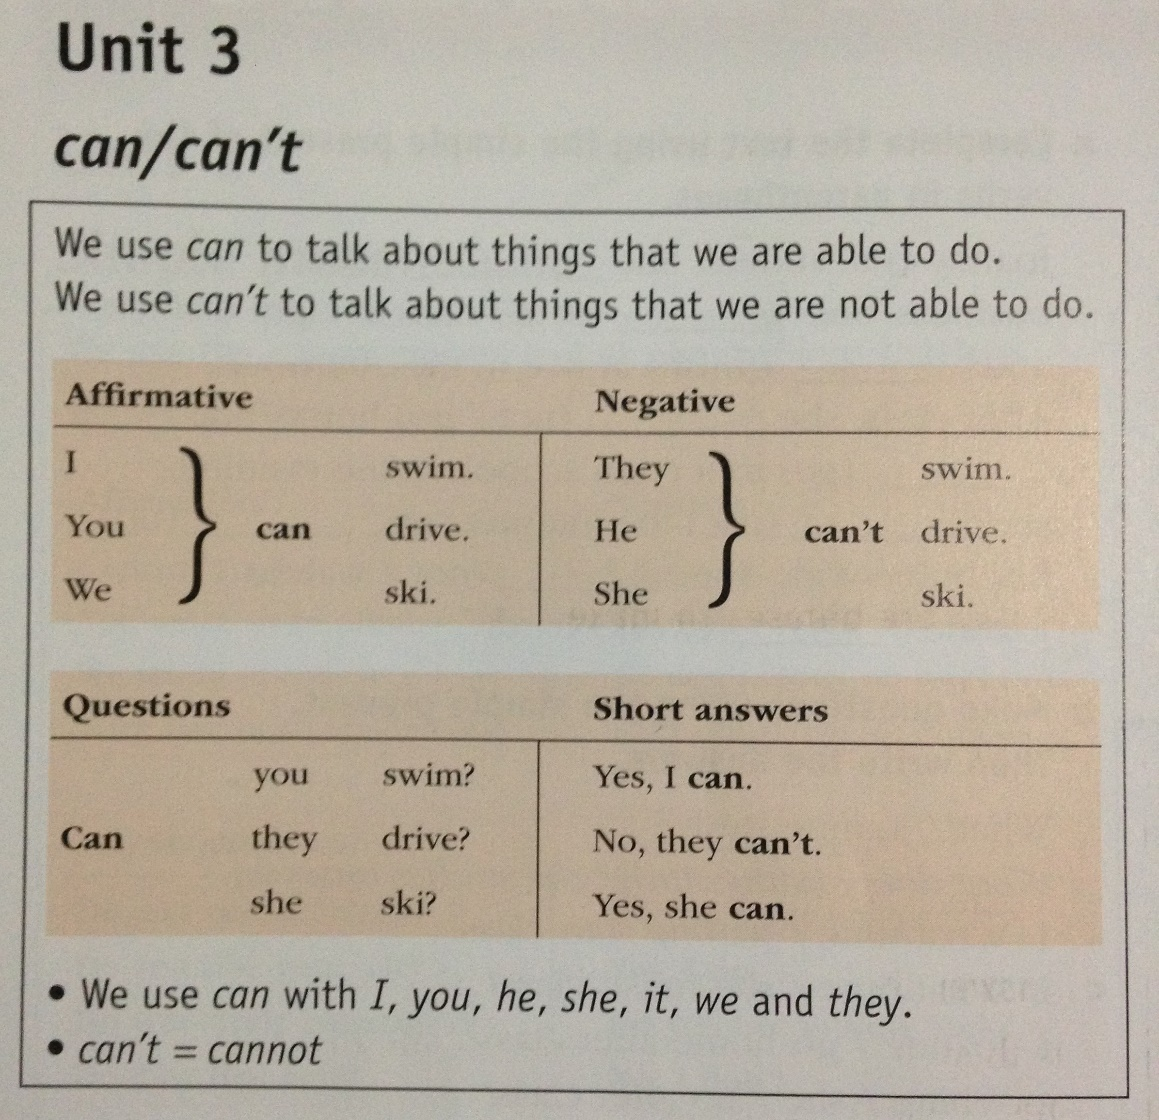 Unit 3
can/can't
We use can to talk about things that we are able to do.
We use can't to talk about things that we are not able to do.
Affirmative Negative
I swim. They swim.
You can drive. He can't drive.
We ski. She ski.
Questions Short answers
you swim? Yes, I can.
Can they drive? No, they can't.
she ski? Yes, she can.
• We use can with I, you, he, she, it, we and they.
• can't = cannot